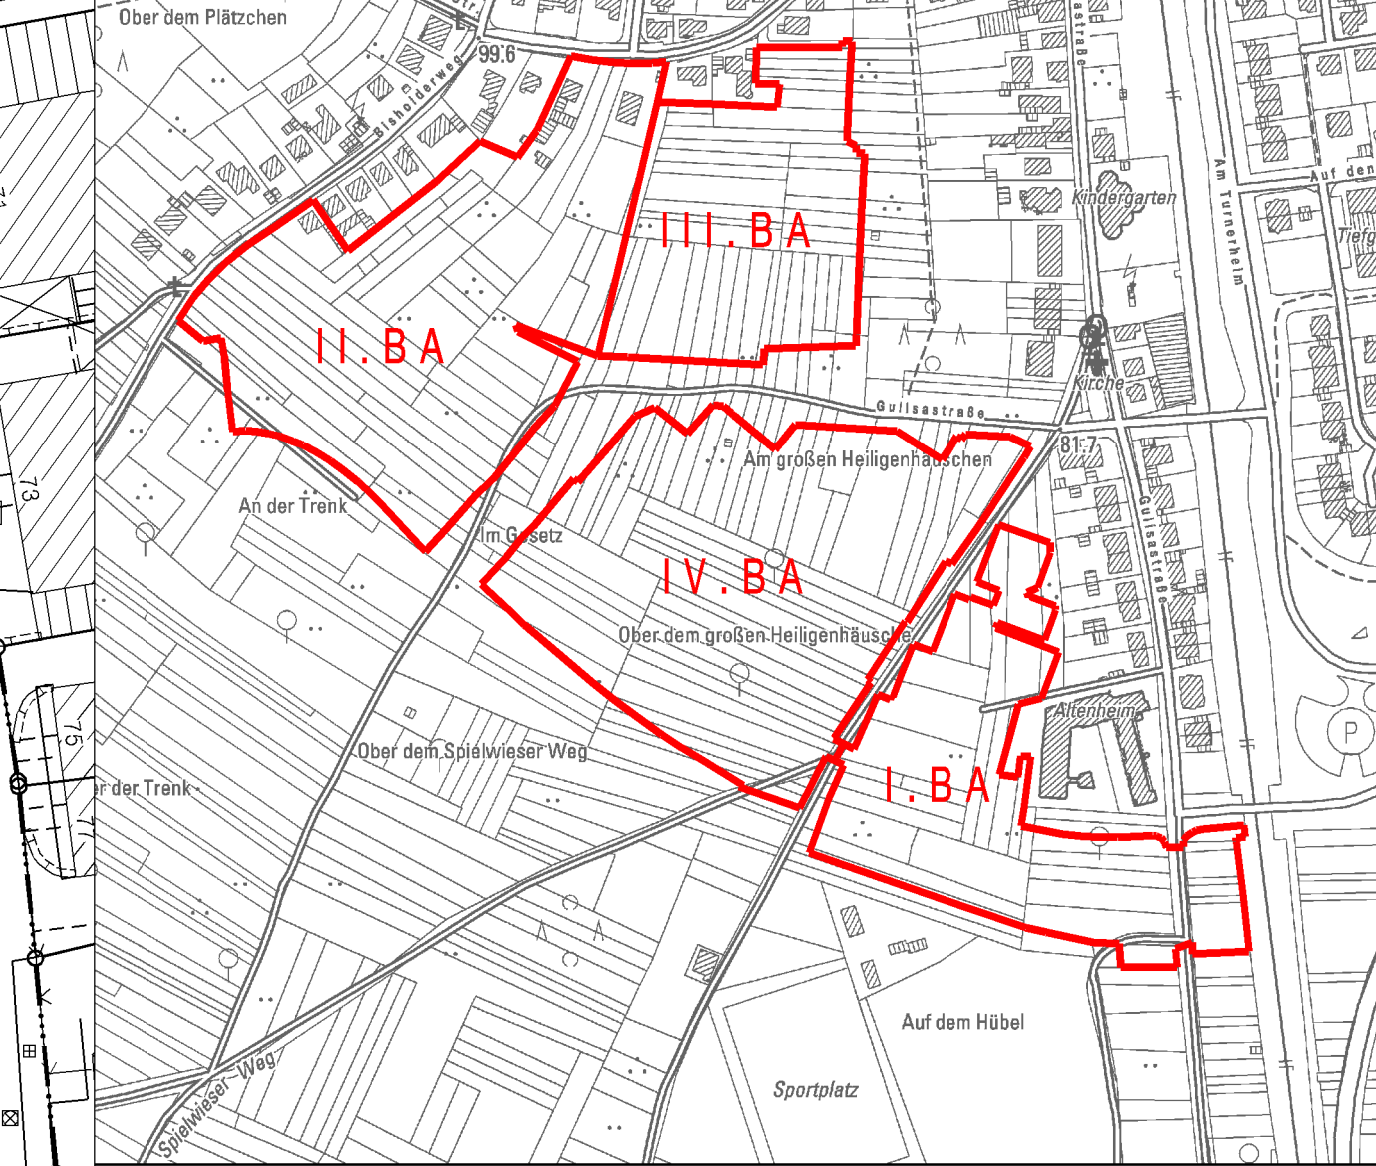 Ober dem Plätzchen
99.6
Bisholderweg
Am Turnerheim
Auf den
Kindergarten
Tiefg
III.BA
II.BA
Kirche
Gulisastraße
81.7
Am großen Heiligenhäuschen
73
An der Trenk
Im Gesetz
Gulisastraße
IV.BA
Ober dem großen Heiligenhäusche
Altenheim
75
P
Ober dem Spielwieser Weg
er der Trenk
I.BA
Auf dem Hübel
Spielwieser Weg
Sportplatz